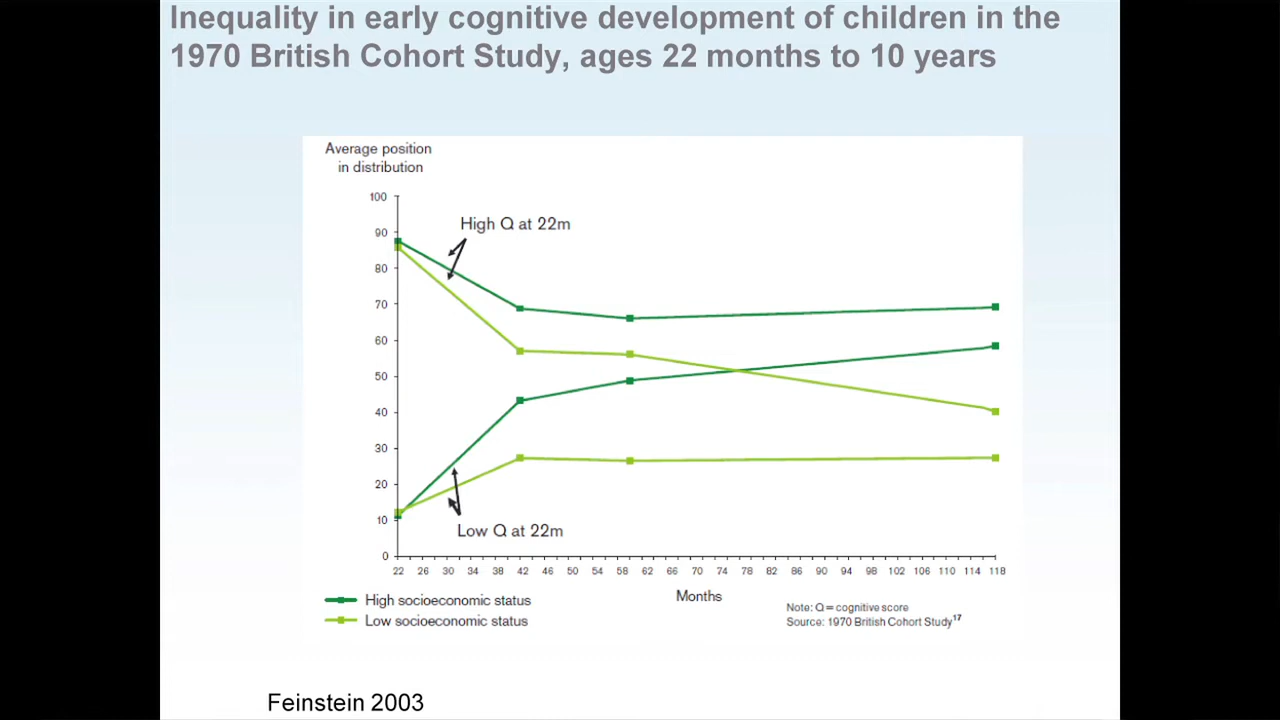 Inequality in early cognitive development of children in the
1970 British Cohort Study, ages 22 months to 10 years
Average position
in distribution
100
90
80
70
60
50
40
30
20
10
0
High Q at 22m
Low Q at 22m
22 26 30 34 38 42 46 50 54 58 62 66 70 74 78 82 86 90 94 98 102 106 110 114 118
Months
High socioeconomic status
Low socioeconomic status
Note: Q = cognitive score
Source: 1970 British Cohort Study17
Feinstein 2003